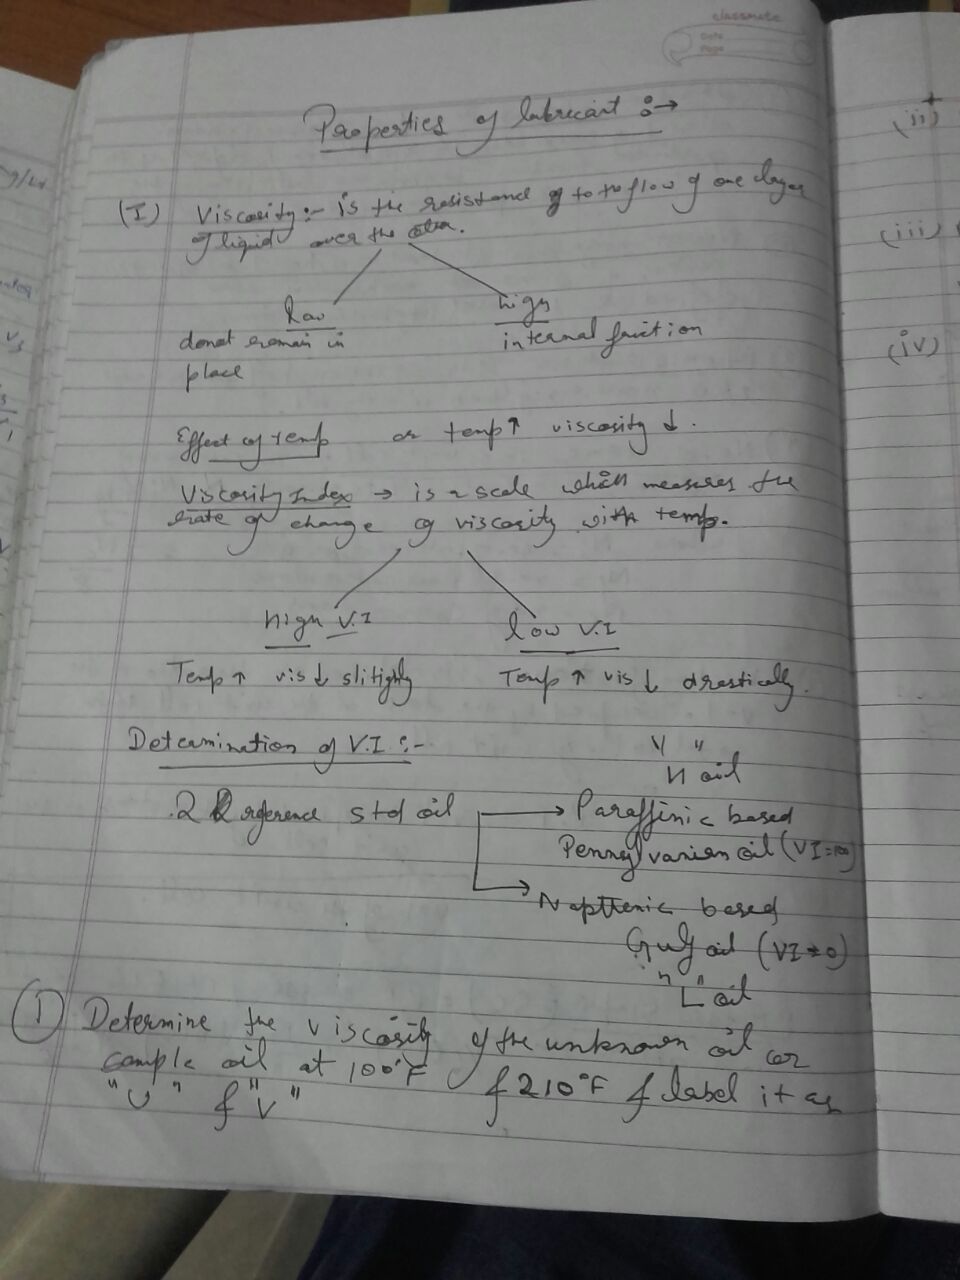 classmate
Date
Page
Properties of lubricant :→
(I) Viscosity :- is the resistance of to the flow of one layer
of liquid over the other.
low
high
donot remain in
place
internal friction
Effect of temp as temp↑ viscosity ↓.
Viscosity Index → is a scale which measures the
rate of change of viscosity with temp.
high V.I
low V.I
Temp ↑ vis ↓ slitighly
Temp ↑ vis ↓ drastically.
Determination of V.I :-
" "
H oil
2 reference std oil → Paraffinic based
Pennsylvanian oil (VI=100)
→ Napthenic based
Gulf oil (VI=0)
"L" oil
① Determine the viscosity of the unknown oil or
sample oil at 100°F & 210°F & label it as
"U" & "V"
(ii)
(iii)
(iv)